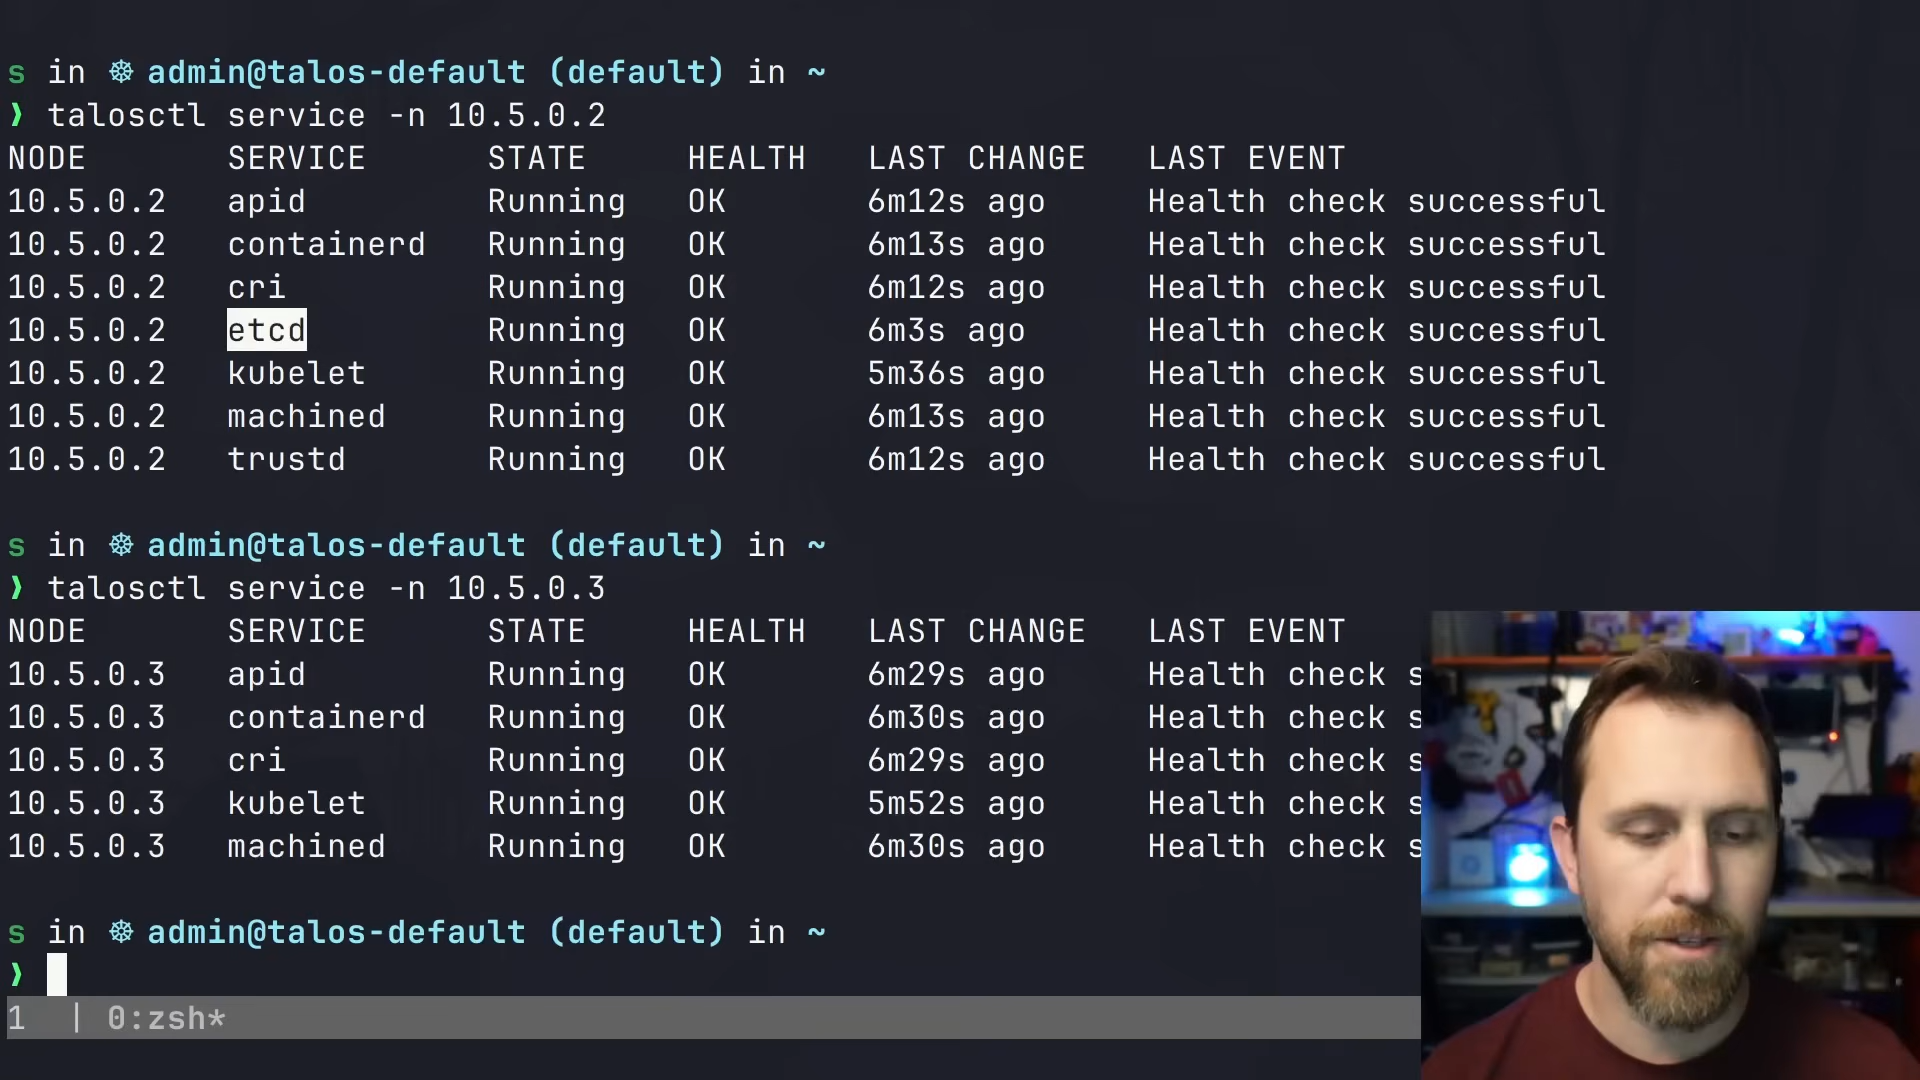 s in ☸ admin@talos-default (default) in ~
❯ talosctl service -n 10.5.0.2
NODE SERVICE STATE HEALTH LAST CHANGE LAST EVENT
10.5.0.2 apid Running OK 6m12s ago Health check successful
10.5.0.2 containerd Running OK 6m13s ago Health check successful
10.5.0.2 cri Running OK 6m12s ago Health check successful
10.5.0.2 etcd Running OK 6m3s ago Health check successful
10.5.0.2 kubelet Running OK 5m36s ago Health check successful
10.5.0.2 machined Running OK 6m13s ago Health check successful
10.5.0.2 trustd Running OK 6m12s ago Health check successful
s in ☸ admin@talos-default (default) in ~
❯ talosctl service -n 10.5.0.3
NODE SERVICE STATE HEALTH LAST CHANGE LAST EVENT
10.5.0.3 apid Running OK 6m29s ago Health check s
10.5.0.3 containerd Running OK 6m30s ago Health check s
10.5.0.3 cri Running OK 6m29s ago Health check s
10.5.0.3 kubelet Running OK 5m52s ago Health check s
10.5.0.3 machined Running OK 6m30s ago Health check s
s in ☸ admin@talos-default (default) in ~
❯
1 | 0:zsh*